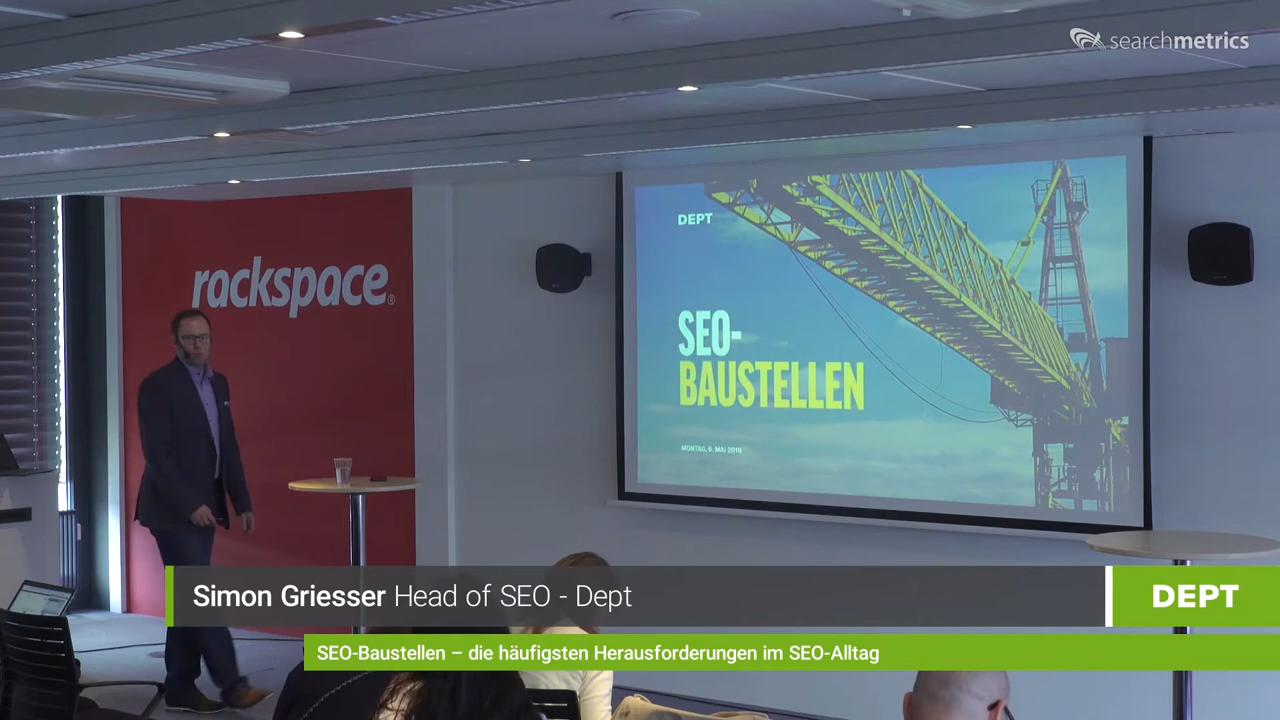 searchmetrics
rackspace®
DEPT
SEO-
BAUSTELLEN
MONTAG, 6. MAI 2019
Simon Griesser Head of SEO - Dept
DEPT
SEO-Baustellen – die häufigsten Herausforderungen im SEO-Alltag